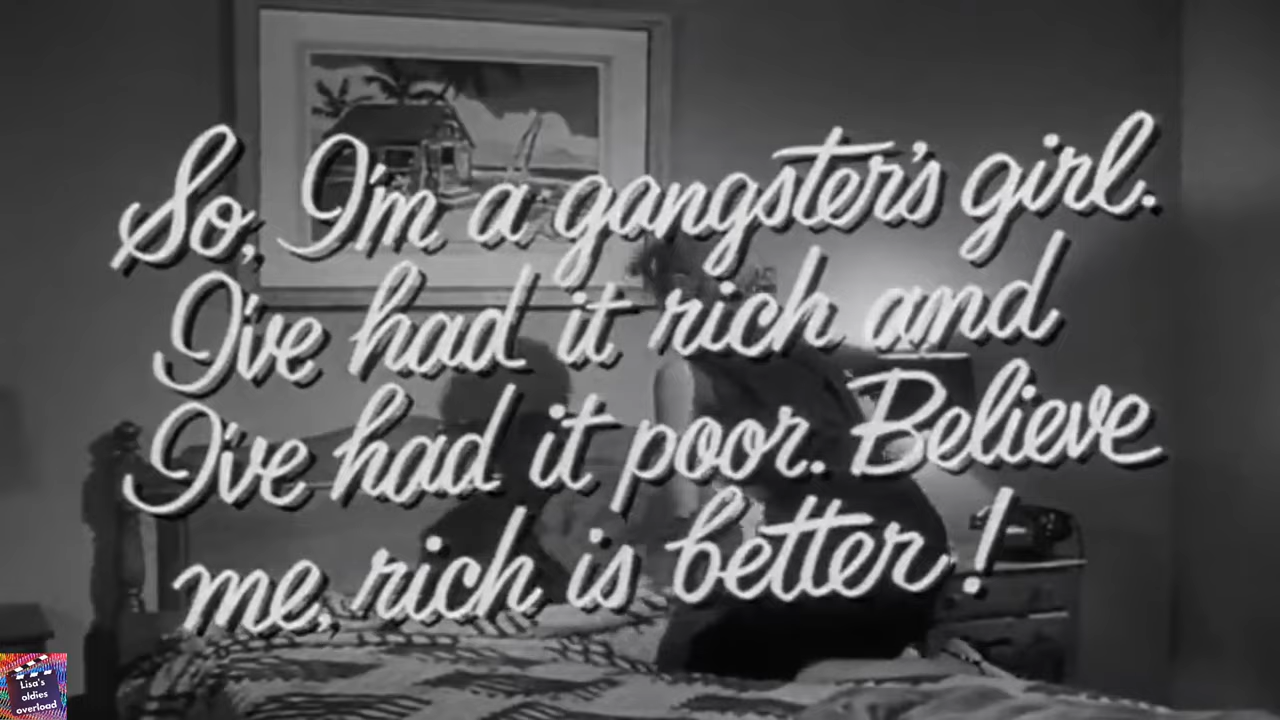 So, I'm a gangster's girl.
I've had it rich and
I've had it poor. Believe
me, rich is better!
Lisa's
oldies
overload